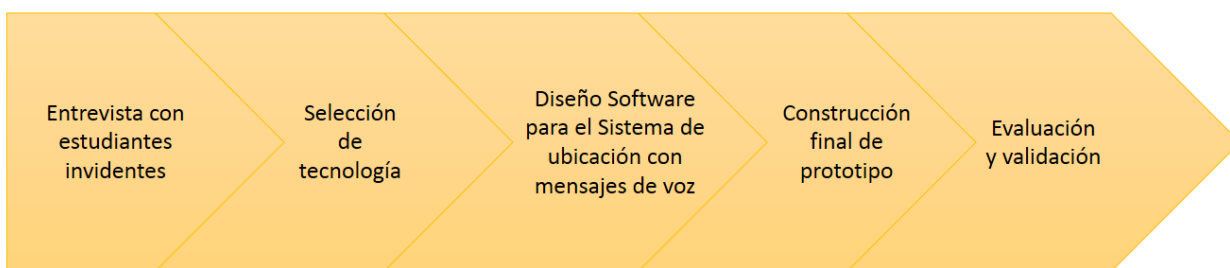 Entrevista con
estudiantes
invidentes
Selección
de
tecnología
Diseño Software
para el Sistema de
ubicación con
mensajes de voz
Construcción
final de
prototipo
Evaluación
y validación